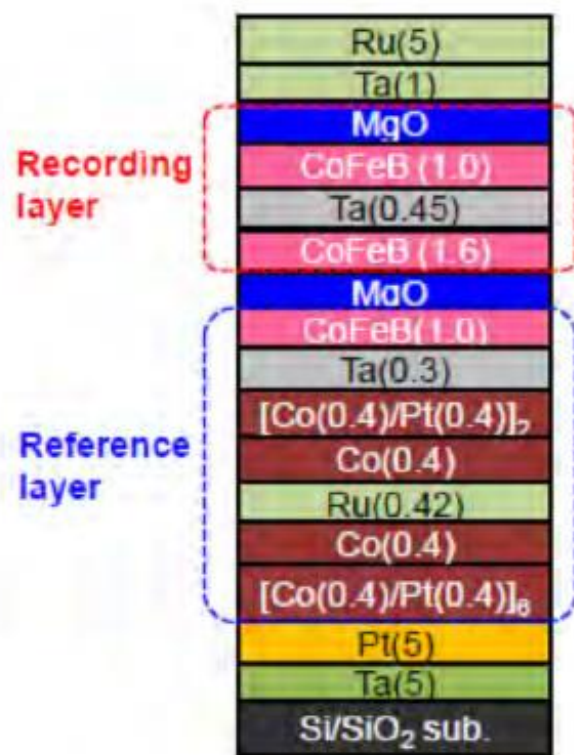 Ru(5)
Ta(1)
MgO
Recording
layer
CoFeB (1.0)
Ta(0.45)
CoFeB (1.6)
MgO
CoFeB(1.0)
Ta(0.3)
Reference
layer
[Co(0.4)/Pt(0.4)]₂
Co(0.4)
Ru(0.42)
Co(0.4)
[Co(0.4)/Pt(0.4)]₆
Pt(5)
Ta(5)
Si/SiO₂ sub.